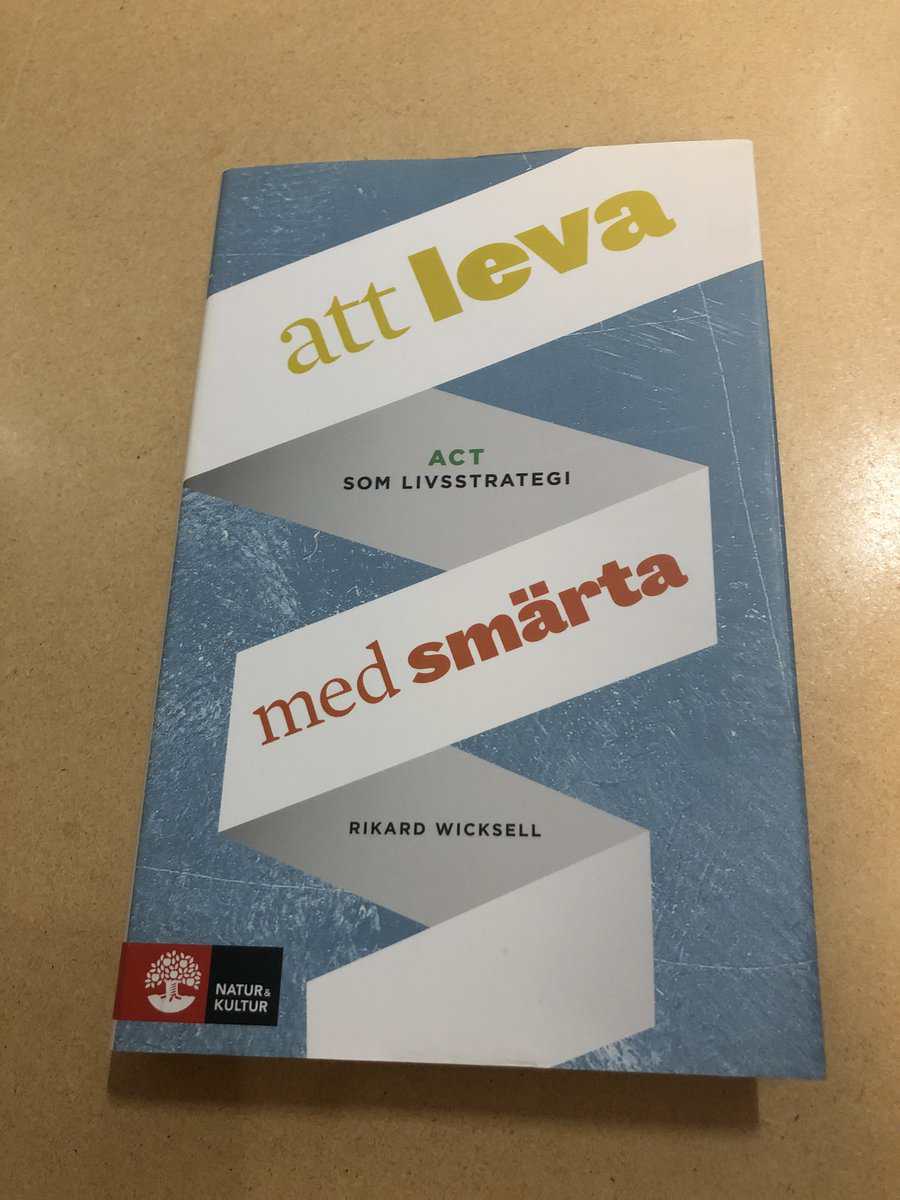 att leva
ACT
SOM LIVSSTRATEGI
med smärta
RIKARD WICKSELL
NATUR&
KULTUR